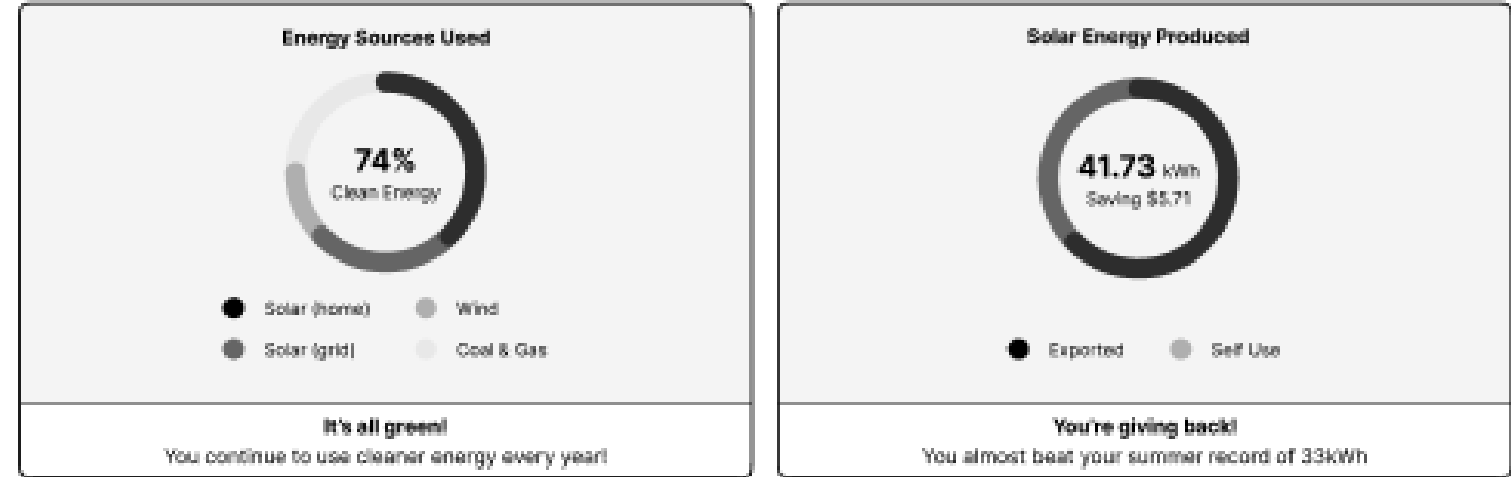 Energy Sources Used
74%
Clean Energy
Solar (home)
Wind
Solar (grid)
Coal & Gas
It's all green!
You continue to use cleaner energy every year!
Solar Energy Produced
41.73 kWh
Saving $5.71
Exported
Self Use
You're giving back!
You almost beat your summer record of 33kWh